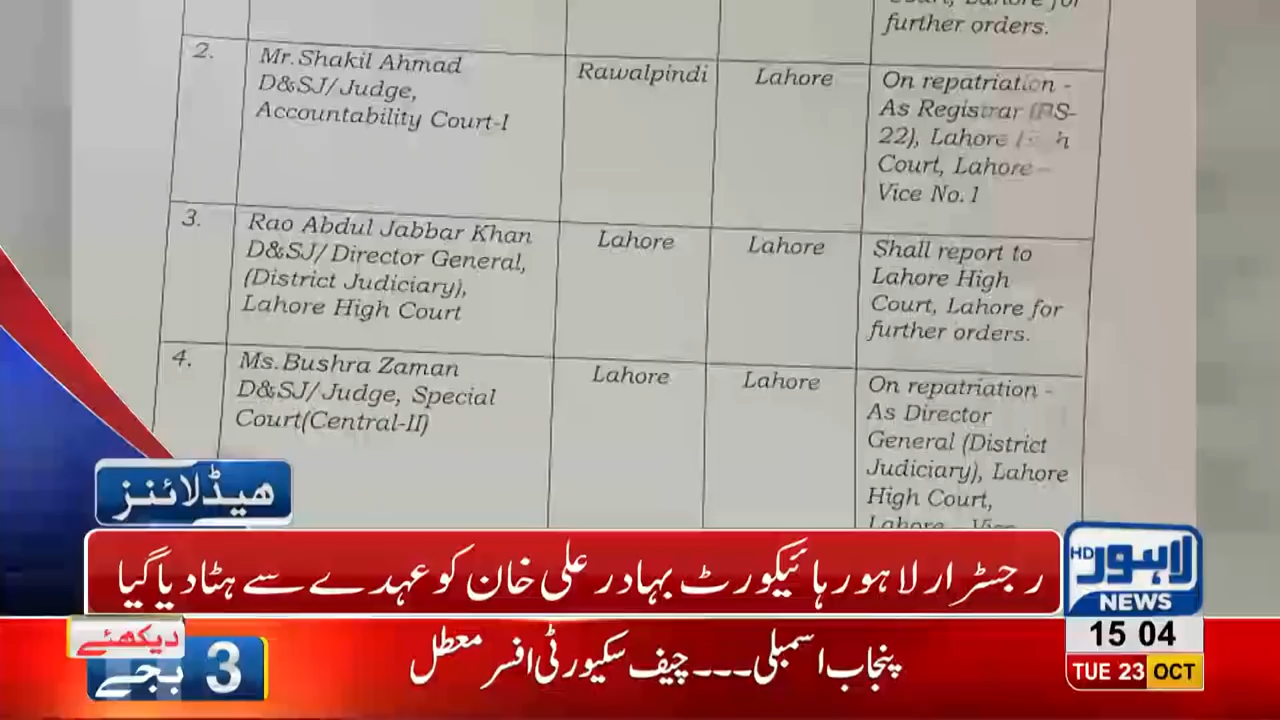 further orders.
2.
Mr.Shakil Ahmad
D&SJ/Judge,
Accountability Court-I
Rawalpindi
Lahore
On repatriation -
As Registrar (BS-
22), Lahore
Court, Lahore –
Vice No.1
3.
Rao Abdul Jabbar Khan
D&SJ/Director General,
(District Judiciary),
Lahore High Court
Lahore
Lahore
Shall report to
Lahore High
Court, Lahore for
further orders.
4.
Ms.Bushra Zaman
D&SJ/Judge, Special
Court(Central-II)
Lahore
Lahore
On repatriation -
As Director
General (District
Judiciary), Lahore
High Court,
ہیڈلائنز
رجسٹرار لاہور ہائیکورٹ بہادر علی خان کو عہدے سے ہٹا دیا گیا
HD لاہور
NEWS
15 04
TUE 23 OCT
دیکھئے
3 بجے
پنجاب اسمبلی۔۔۔ چیف سکیورٹی افسر معطل